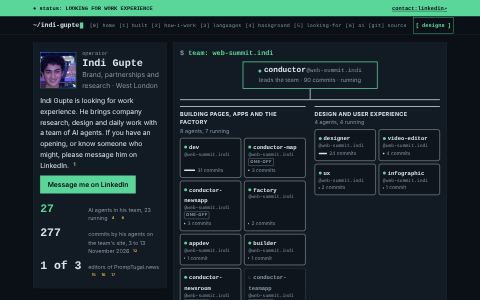 ● status: LOOKING FOR WORK EXPERIENCE
contact:linkedin↗
~/indi-gupte
[0] home [1] built [2] how-i-work [3] languages [4] background [5] looking-for [6] as [git] source
[ designs ]
operator
Indi Gupte
Brand, partnerships and
research · West London
Indi Gupte is looking for work
experience. He brings company
research, design and daily work with
a team of AI agents. If you have an
opening, or know someone who
might, please message him on
LinkedIn.
Message me on LinkedIn
27
AI agents in his team, 23
running
277
commits by his agents on
the team's site, 3 to 13
November 2026
1 of 3
editors of PrompTugal.news
$ team: web-summit.indi
conductor@web-summit.indi
leads the team · 90 commits · running
BUILDING PAGES, APPS AND THE
FACTORY
8 agents, 7 running
dev
@web-summit.indi
31 commits
conductor-map
@web-summit.indi
ONE-OFF
3 commits
conductor-
newsapp
@web-summit.indi
ONE-OFF
3 commits
factory
@web-summit.indi
2 commits
appdev
@web-summit.indi
1 commit
builder
@web-summit.indi
1 commit
conductor-
newsroom
@web-summit.indi
conductor-
teamapp
@web-summit.indi
DESIGN AND USER EXPERIENCE
4 agents, 4 running
designer
@web-summit.indi
24 commits
video-editor
@web-summit.indi
4 commits
ux
@web-summit.indi
2 commits
infographic
@web-summit.indi
1 commit